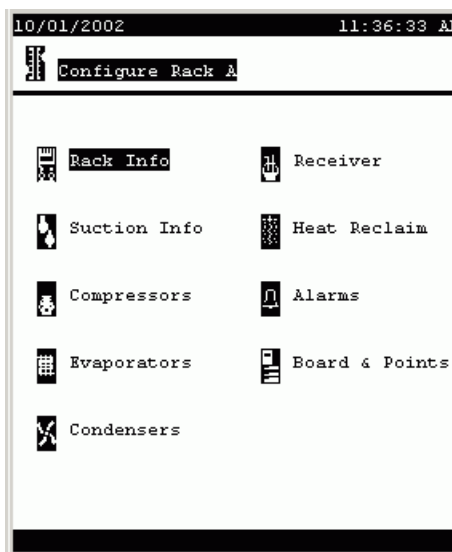 10/01/2002 11:36:33 A
Configure Rack A
Rack Info Receiver
Suction Info Heat Reclaim
Compressors Alarms
Evaporators Board & Points
Condensers